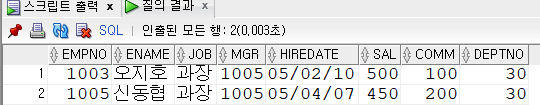 스크립트 출력 x 질의 결과 x
SQL | 인출된 모든 행: 2(0,003초)
EMPNO ENAME JOB MGR HIREDATE SAL COMM DEPTNO
1 1003 오지호 과장 1005 05/02/10 500 100 30
2 1005 신동협 과장 1005 05/04/07 450 200 30